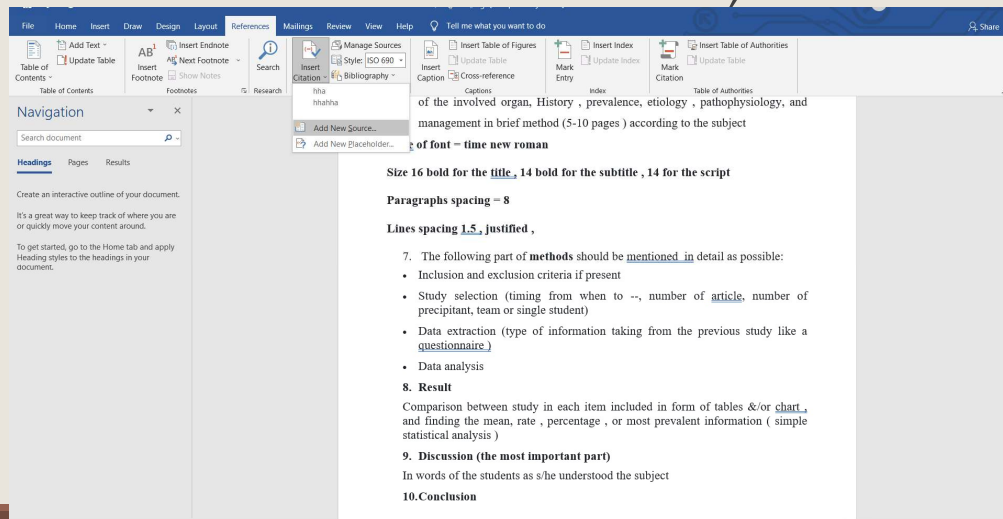 File Home Insert Draw Design Layout References Mailings Review View Help Tell me what you want to do Share
Table of Contents
Add Text
Update Table
Table of Contents
AB1
Insert Footnote
Insert Endnote
Next Footnote
Show Notes
Footnotes
Search
Research
Insert Citation
Manage Sources
Style: ISO 690
Bibliography
hha
hhahha
Add New Source...
Add New Placeholder...
Insert Caption
Insert Table of Figures
Update Table
Cross-reference
Captions
Mark Entry
Insert Index
Update Index
Index
Mark Citation
Insert Table of Authorities
Update Table
Table of Authorities
Navigation
Search document
Headings Pages Results
Create an interactive outline of your document.
It's a great way to keep track of where you are
or quickly move your content around.
To get started, go to the Home tab and apply
Heading styles to the headings in your
document.
of the involved organ, History , prevalence, etiology , pathophysiology, and
management in brief method (5-10 pages ) according to the subject
of font = time new roman
Size 16 bold for the title , 14 bold for the subtitle , 14 for the script
Paragraphs spacing = 8
Lines spacing 1.5 , justified ,
7. The following part of methods should be mentioned in detail as possible:
• Inclusion and exclusion criteria if present
• Study selection (timing from when to --, number of article, number of
precipitant, team or single student)
• Data extraction (type of information taking from the previous study like a
questionnaire )
• Data analysis
8. Result
Comparison between study in each item included in form of tables &/or chart ,
and finding the mean, rate , percentage , or most prevalent information ( simple
statistical analysis )
9. Discussion (the most important part)
In words of the students as s/he understood the subject
10.Conclusion